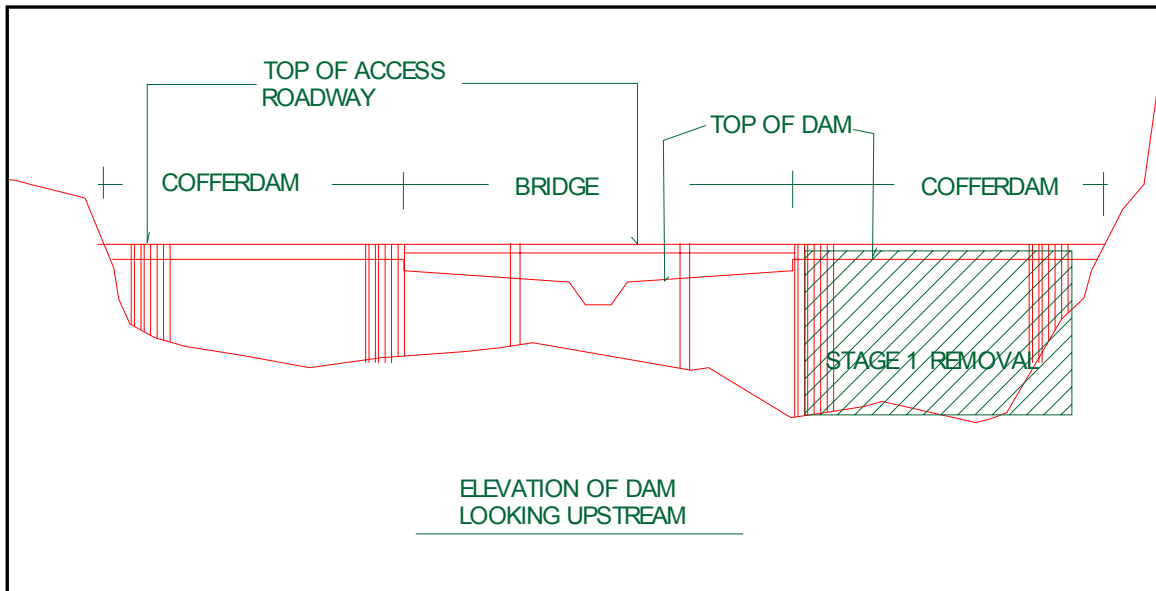 TOP OF ACCESS
ROADWAY
TOP OF DAM
COFFERDAM
BRIDGE
COFFERDAM
STAGE 1 REMOVAL
ELEVATION OF DAM
LOOKING UPSTREAM